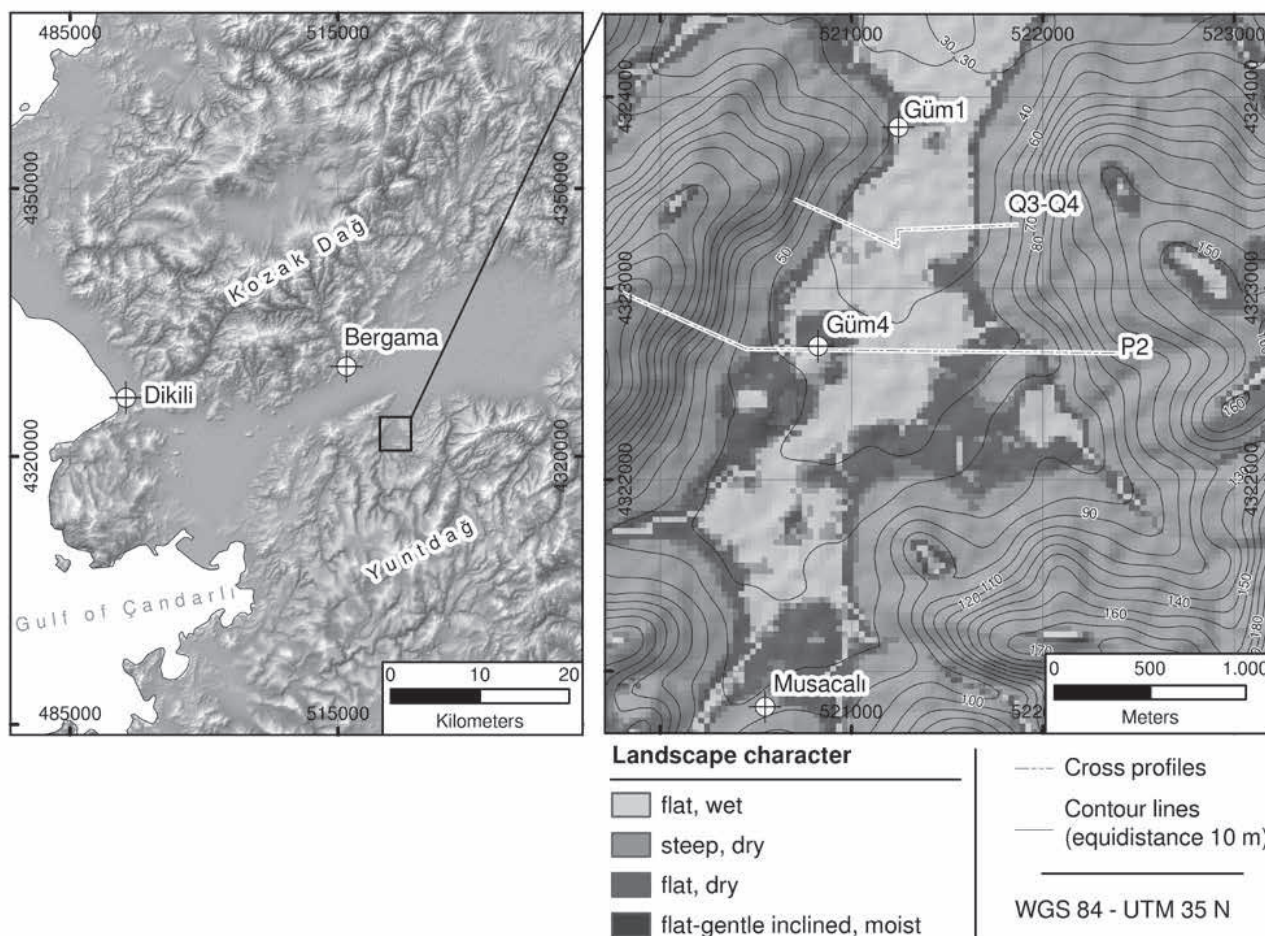 485000
515000
4350000
4350000
Kozak Dağ
Bergama
Dikili
4320000
4320000
Yuntdağ
Gulf of Çandarlı
0 10 20
Kilometers
485000
515000
521000
522000
523000
30
30
4324000
4324000
Güm1
40
60
Q3-Q4
70
80
50
150
4323000
4323000
Güm4
P2
160
130
4322000
4322000
90
110
120
140
150
160
170
180
100
Musacalı
521000
0 500 1.000
Meters
Landscape character
flat, wet
steep, dry
flat, dry
flat-gentle inclined, moist
Cross profiles
Contour lines
(equidistance 10 m)
WGS 84 - UTM 35 N